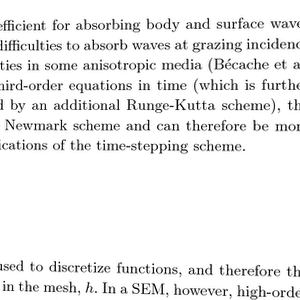 efficient for absorbing body and surface wave
difficulties to absorb waves at grazing incidenc
ties in some anisotropic media (Bécache et a
hird-order equations in time (which is furthe
d by an additional Runge-Kutta scheme), th
Newmark scheme and can therefore be mor
ications of the time-stepping scheme.
used to discretize functions, and therefore th
in the mesh, h. In a SEM, however, high-orde